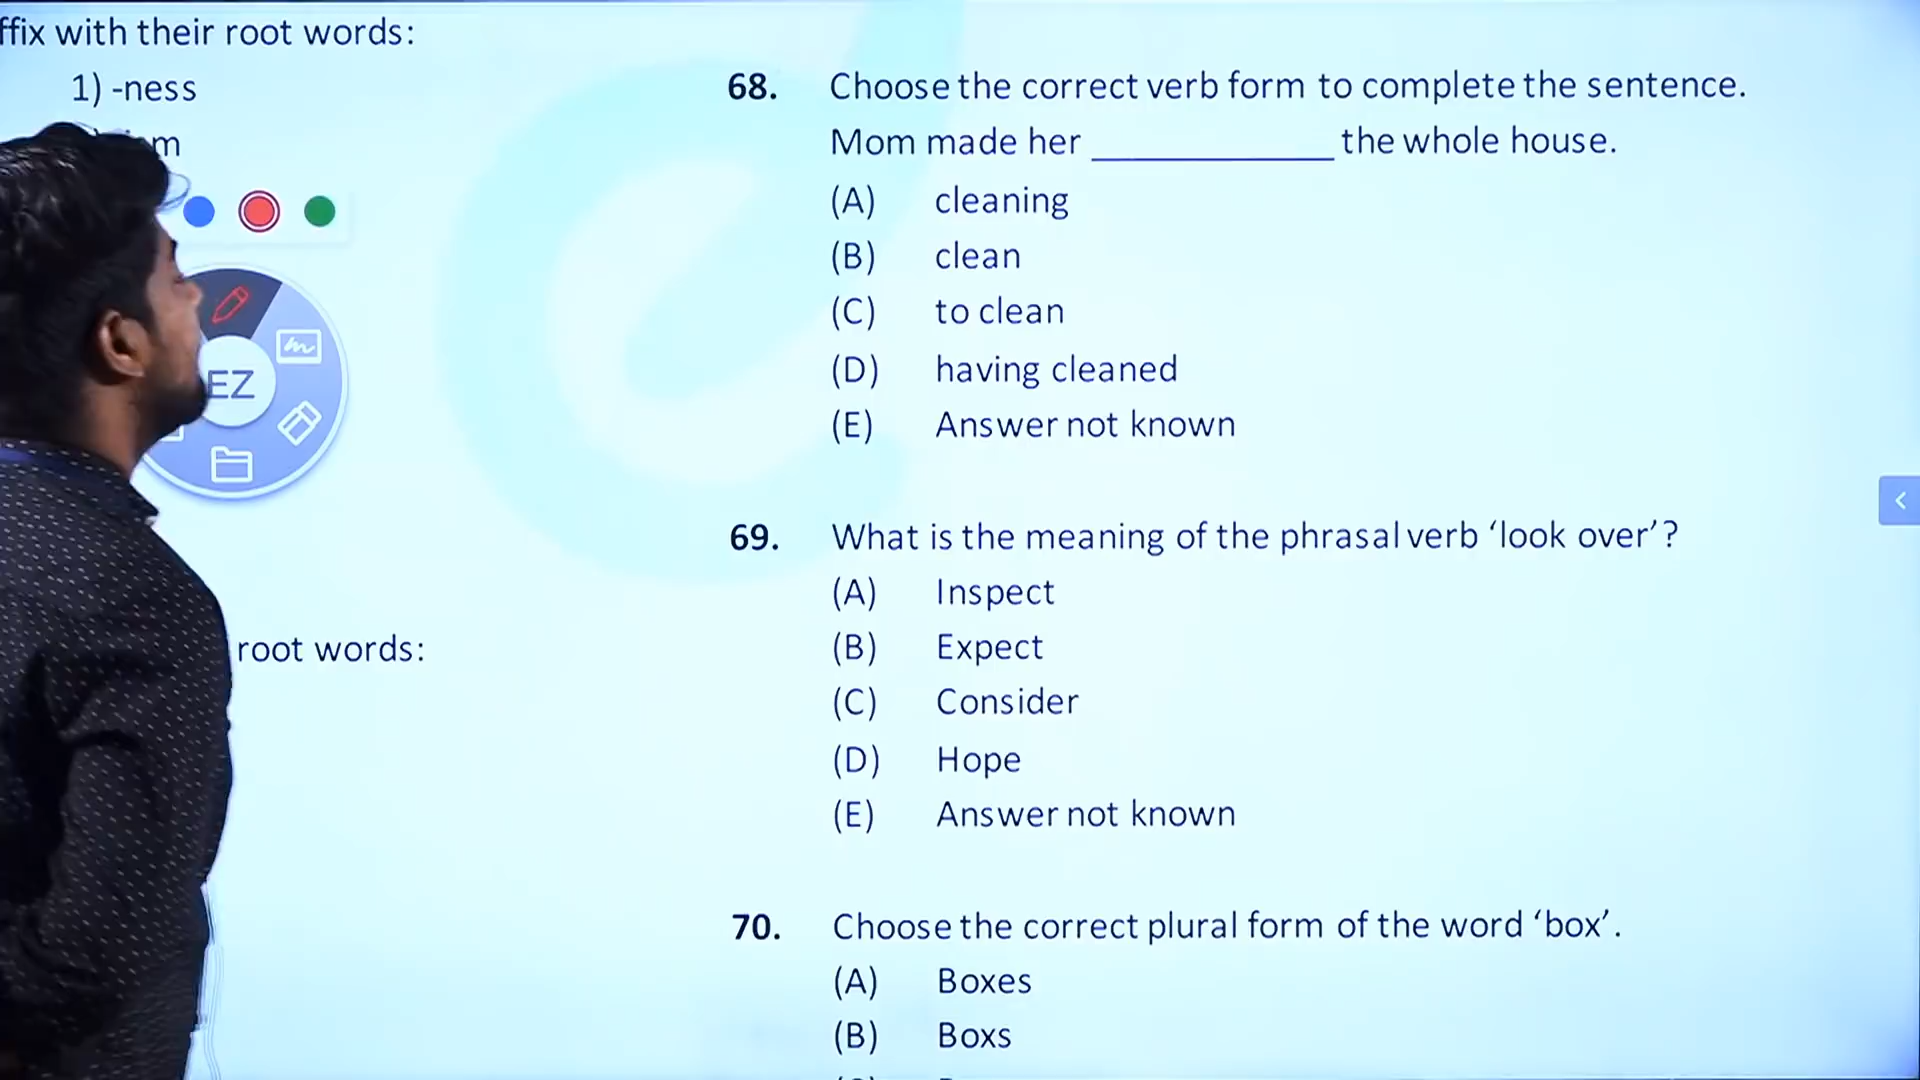 ffix with their root words:
1) -ness
m
EZ
root words:
68. Choose the correct verb form to complete the sentence.
Mom made her ____________ the whole house.
(A) cleaning
(B) clean
(C) to clean
(D) having cleaned
(E) Answer not known
69. What is the meaning of the phrasal verb ‘look over’?
(A) Inspect
(B) Expect
(C) Consider
(D) Hope
(E) Answer not known
70. Choose the correct plural form of the word ‘box’.
(A) Boxes
(B) Boxs